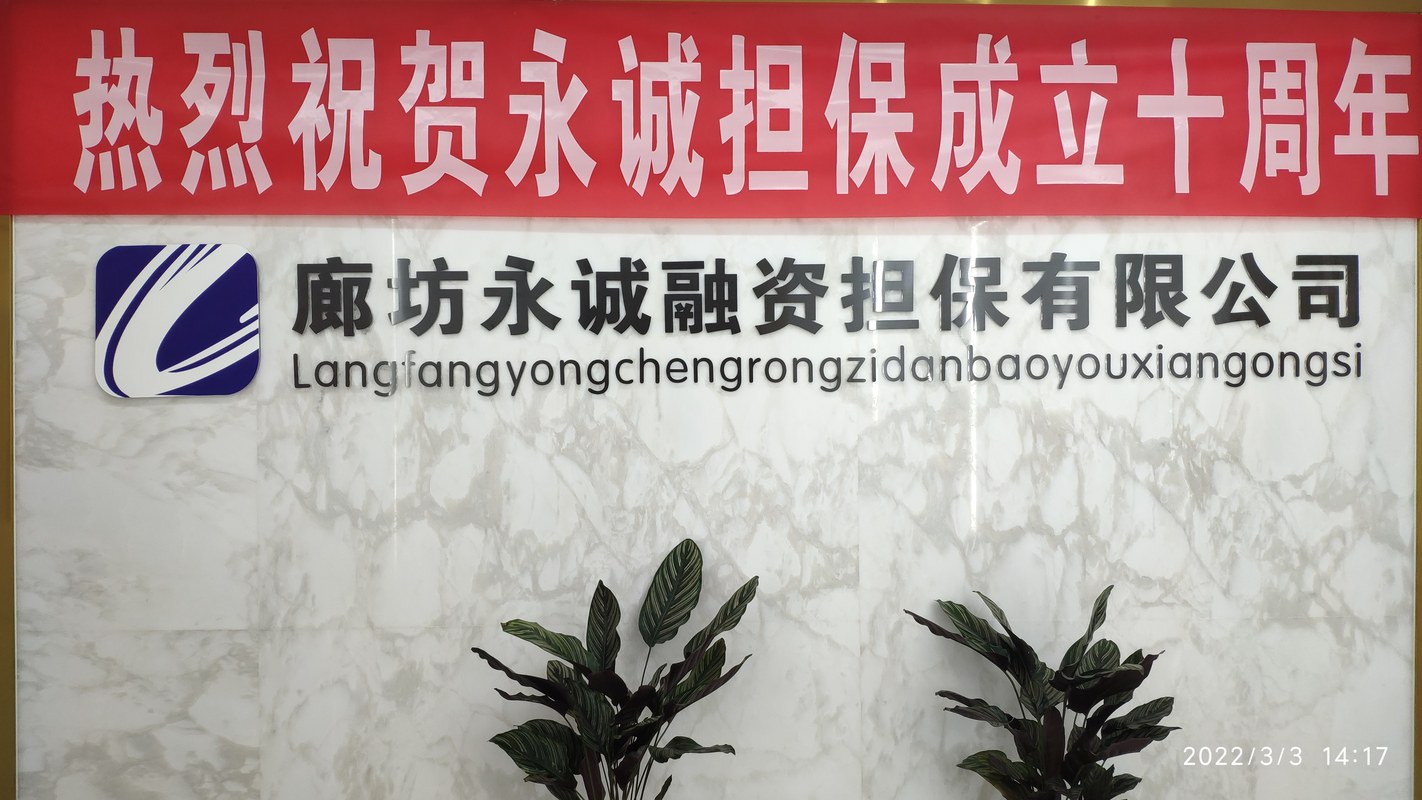 热烈祝贺永诚担保成立十周年
廊坊永诚融资担保有限公司
Langfangyongchengrongzidanbaoyouxiangongsi
2022/3/3 14:17